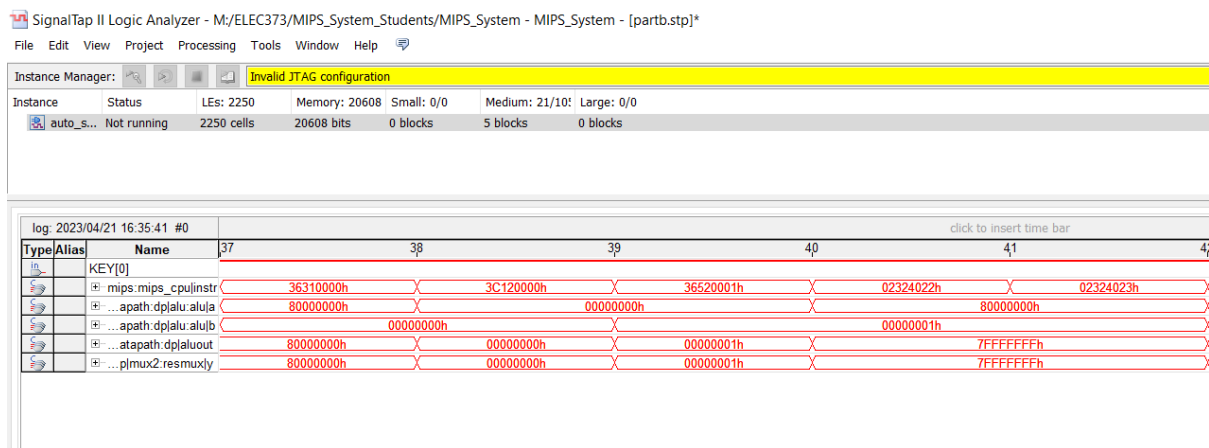 SignalTap II Logic Analyzer - M:/ELEC373/MIPS_System_Students/MIPS_System - MIPS_System - [partb.stp]*
File Edit View Project Processing Tools Window Help
Instance Manager: Invalid JTAG configuration
Instance Status LEs: 2250 Memory: 20608 Small: 0/0 Medium: 21/10! Large: 0/0
auto_s... Not running 2250 cells 20608 bits 0 blocks 5 blocks 0 blocks
log: 2023/04/21 16:35:41 #0 click to insert time bar
Type Alias Name 37 38 39 40 41 42
in KEY[0]
mips:mips_cpu|instr 36310000h 3C120000h 36520001h 02324022h 02324023h
...apath:dp|alu:alu|a 80000000h 00000000h 80000000h
...apath:dp|alu:alu|b 00000000h 00000001h
...atapath:dp|aluout 80000000h 00000000h 00000001h 7FFFFFFFh
...p|mux2:resmux|y 80000000h 00000000h 00000001h 7FFFFFFFh